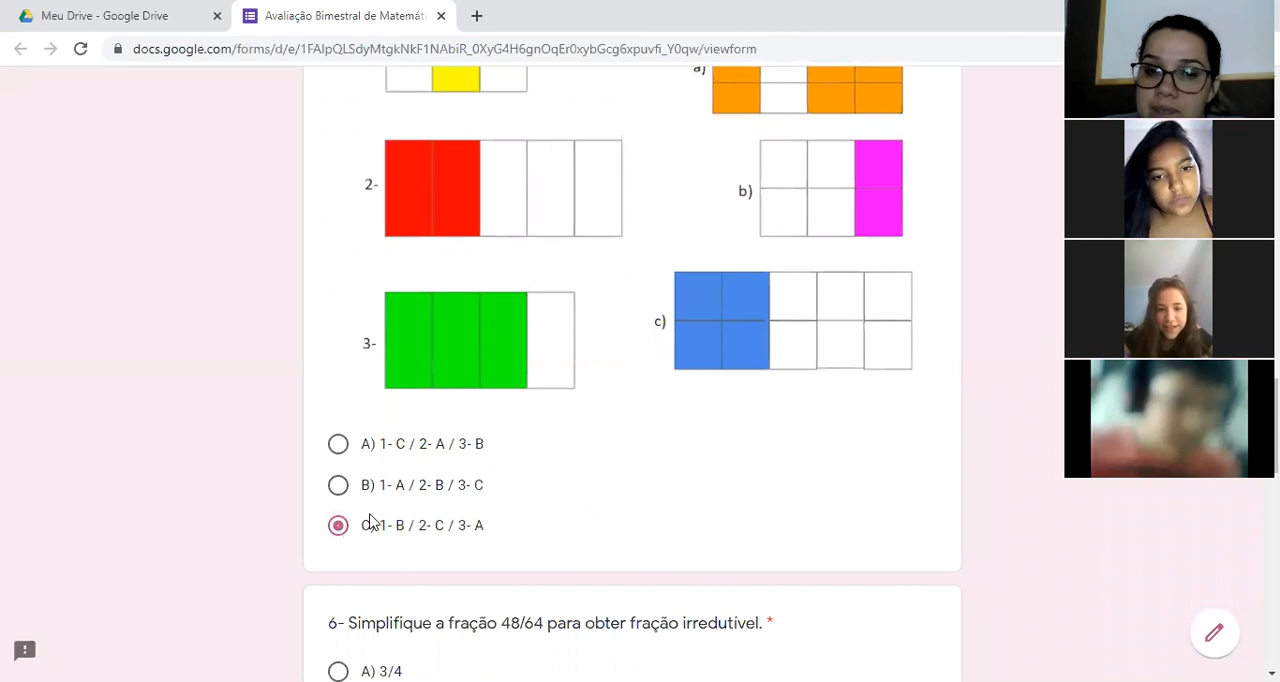 Meu Drive - Google Drive
Avaliação Bimestral de Matemáti
docs.google.com/forms/d/e/1FAIpQLSdyMtgkNkF1NAbiR_0XyG4H6gnOqEr0xybGcg6xpuvfi_Y0qw/viewform
a)
2-
b)
3-
c)
A) 1- C / 2- A / 3- B
B) 1- A / 2- B / 3- C
C) 1- B / 2- C / 3- A
6- Simplifique a fração 48/64 para obter fração irredutível. *
A) 3/4